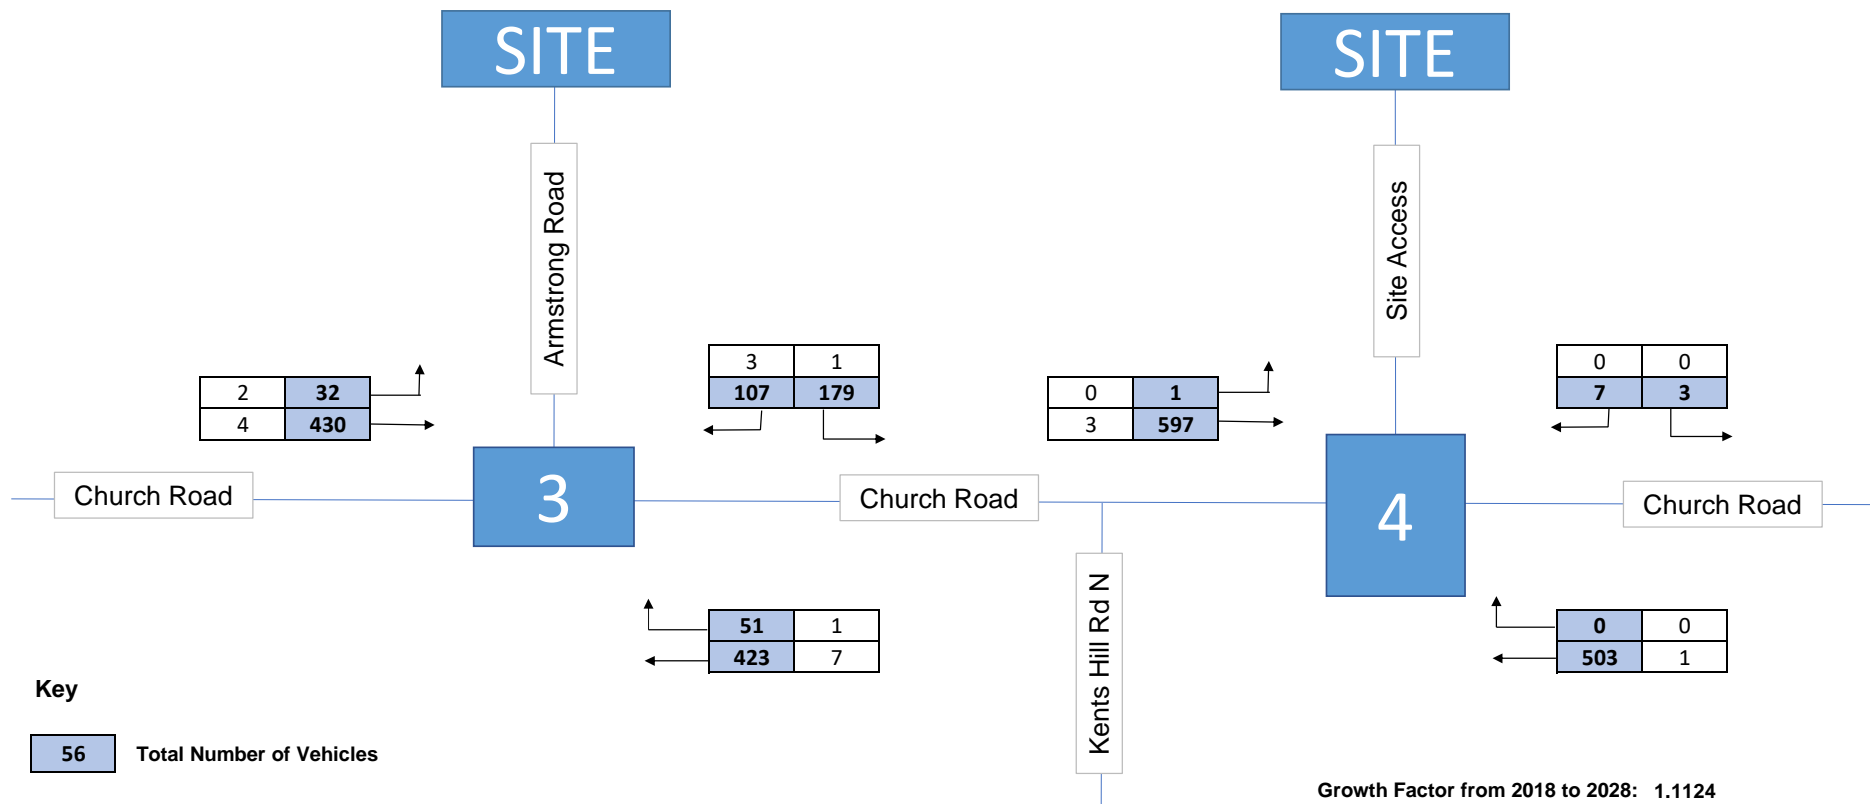 SITE
SITE
Armstrong Road
Site Access
3 1
107 179
0 0
7 3
2 32
4 430
0 1
3 597
Church Road
3
Church Road
4
Church Road
Kents Hill Rd N
51 1
423 7
0 0
503 1
Key
56 Total Number of Vehicles
Growth Factor from 2018 to 2028: 1.1124